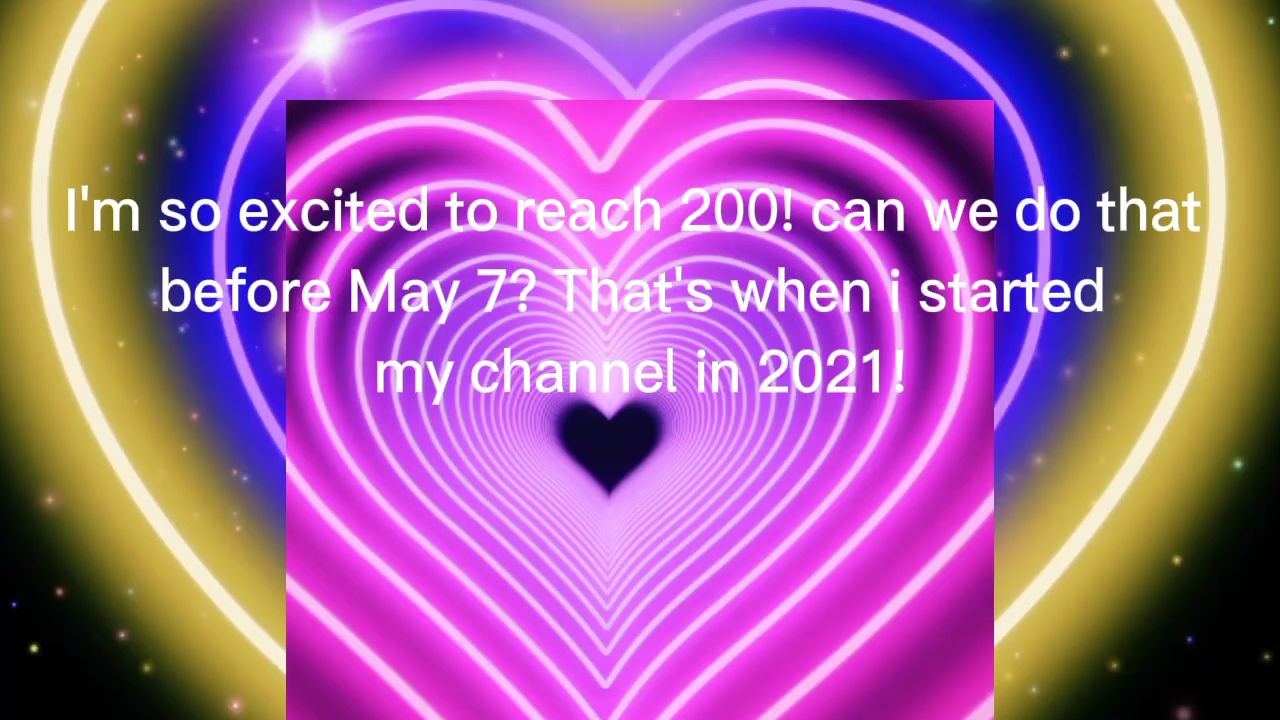 I'm so excited to reach 200! can we do that
before May 7? That's when i started
my channel in 2021!